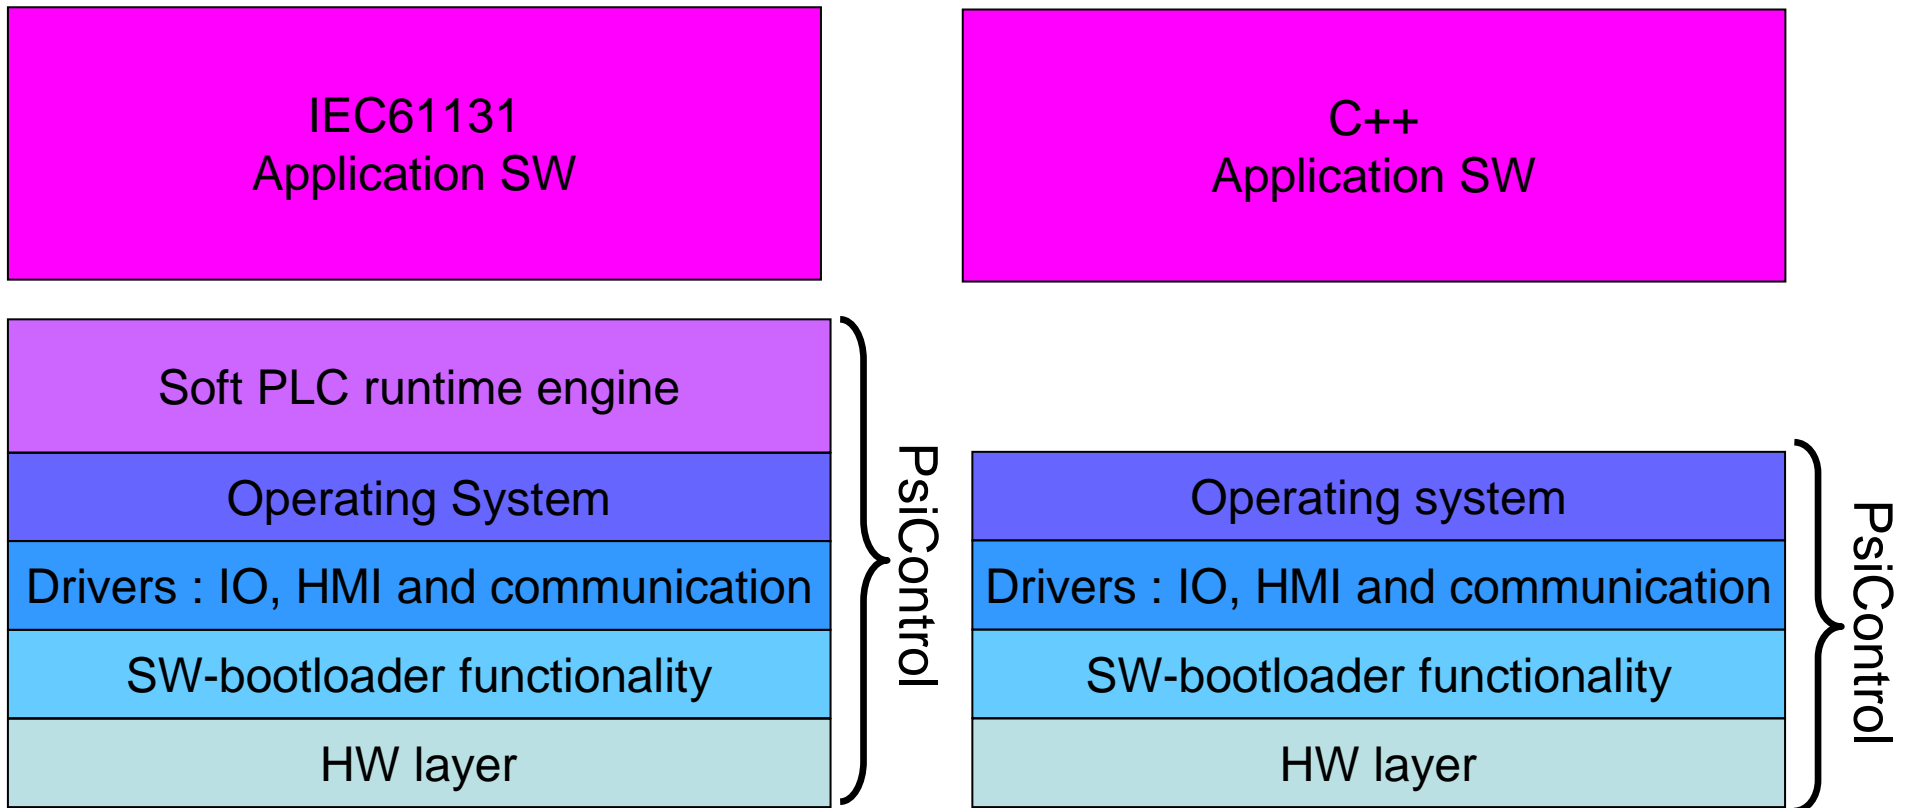 IEC61131
Application SW
Soft PLC runtime engine
Operating System
Drivers : IO, HMI and communication
SW-bootloader functionality
HW layer
PsiControl
C++
Application SW
Operating system
Drivers : IO, HMI and communication
SW-bootloader functionality
HW layer
PsiControl